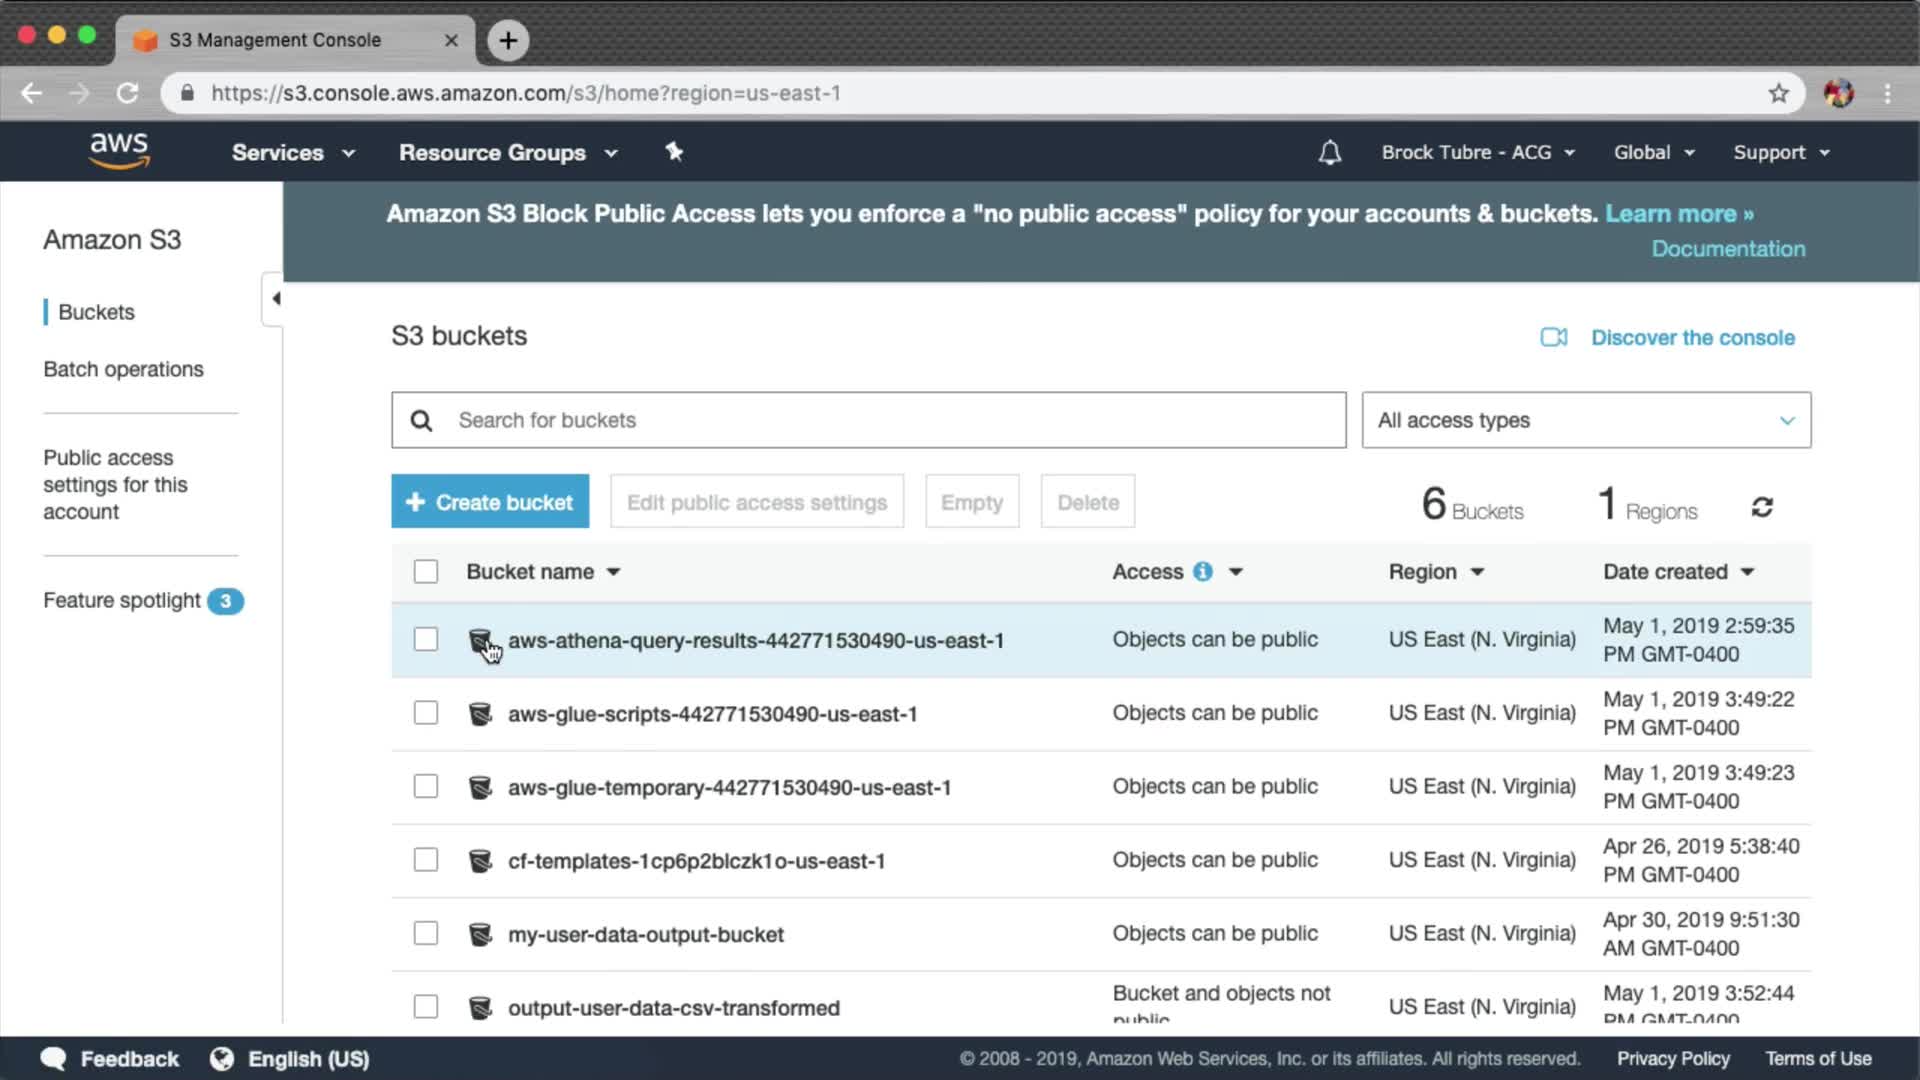 S3 Management Console
https://s3.console.aws.amazon.com/s3/home?region=us-east-1
aws
Services
Resource Groups
Brock Tubre - ACG
Global
Support
Amazon S3 Block Public Access lets you enforce a "no public access" policy for your accounts & buckets. Learn more »
Documentation
Amazon S3
Buckets
Batch operations
Public access
settings for this
account
Feature spotlight 3
S3 buckets
Discover the console
Search for buckets
All access types
+ Create bucket
Edit public access settings
Empty
Delete
6 Buckets
1 Regions
Bucket name
Access
Region
Date created
aws-athena-query-results-442771530490-us-east-1
Objects can be public
US East (N. Virginia)
May 1, 2019 2:59:35
PM GMT-0400
aws-glue-scripts-442771530490-us-east-1
Objects can be public
US East (N. Virginia)
May 1, 2019 3:49:22
PM GMT-0400
aws-glue-temporary-442771530490-us-east-1
Objects can be public
US East (N. Virginia)
May 1, 2019 3:49:23
PM GMT-0400
cf-templates-1cp6p2blczk1o-us-east-1
Objects can be public
US East (N. Virginia)
Apr 26, 2019 5:38:40
PM GMT-0400
my-user-data-output-bucket
Objects can be public
US East (N. Virginia)
Apr 30, 2019 9:51:30
AM GMT-0400
output-user-data-csv-transformed
Bucket and objects not
public
US East (N. Virginia)
May 1, 2019 3:52:44
PM GMT-0400
Feedback
English (US)
© 2008 - 2019, Amazon Web Services, Inc. or its affiliates. All rights reserved.
Privacy Policy
Terms of Use